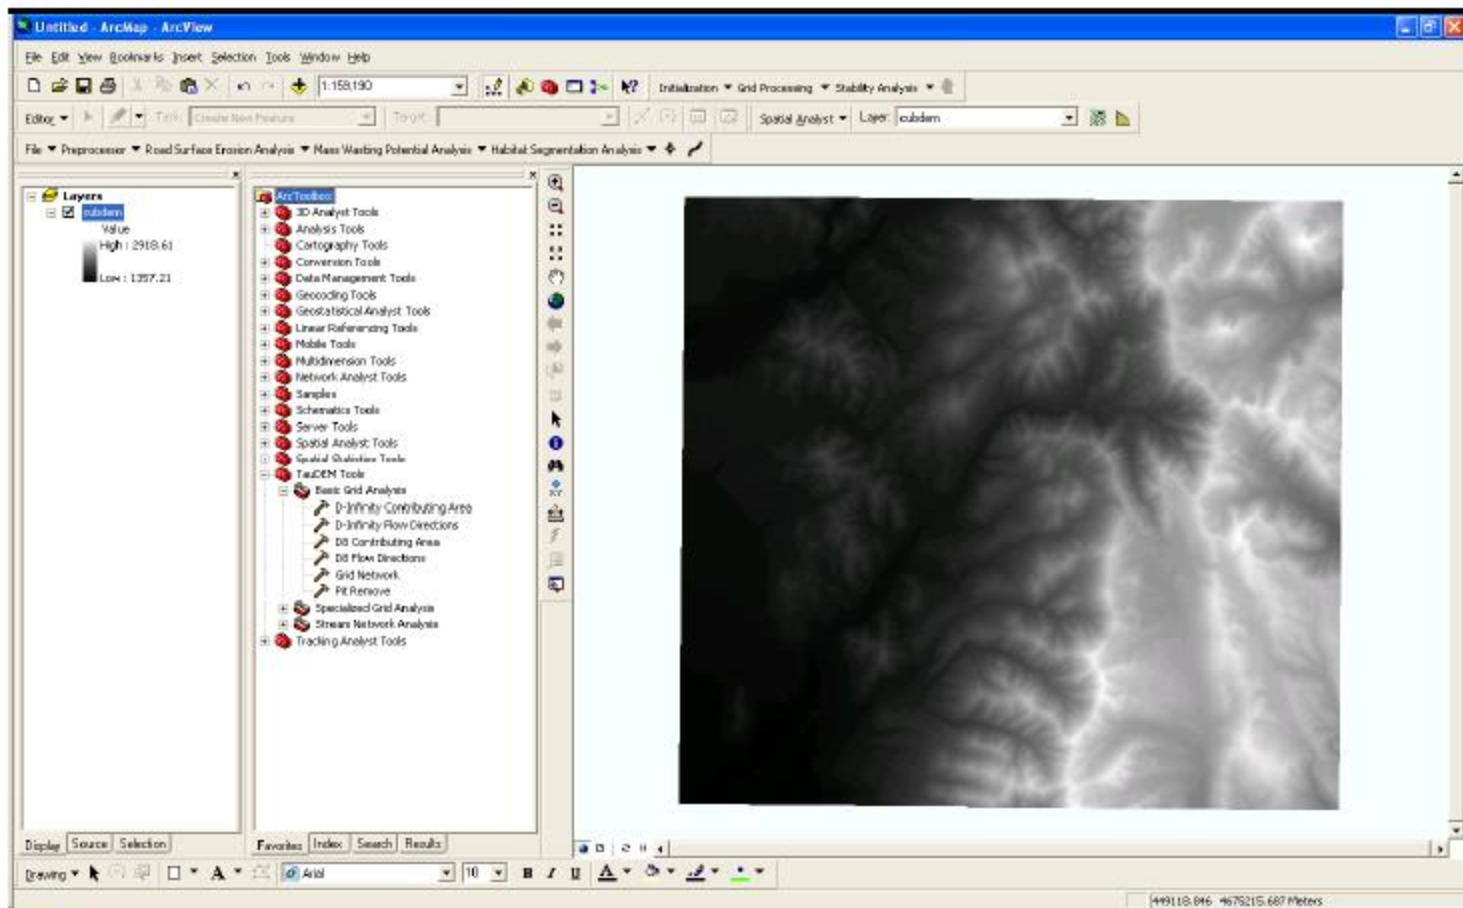 Untitled - ArcMap - ArcView
File Edit View Bookmarks Insert Selection Tools Window Help
1:159,190
Initialization Grid Processing Stability Analysis
Editor Task: Create New Feature Target: Spatial Analyst Layer: subdem
File Preprocessor Road Surface Erosion Analysis Mass Wasting Potential Analysis Habitat Segmentation Analysis
Layers
subdem
Value
High : 2918.61
Low : 1357.21
ArcToolbox
3D Analyst Tools
Analysis Tools
Cartography Tools
Conversion Tools
Data Management Tools
Geocoding Tools
Geostatistical Analyst Tools
Linear Referencing Tools
Mobile Tools
Multidimension Tools
Network Analyst Tools
Samples
Schematics Tools
Server Tools
Spatial Analyst Tools
Spatial Statistics Tools
TauDEM Tools
Basic Grid Analysis
D-Infinity Contributing Area
D-Infinity Flow Directions
D8 Contributing Area
D8 Flow Directions
Grid Network
Pit Remove
Specialized Grid Analysis
Stream Network Analysis
Tracking Analyst Tools
Display Source Selection
Favorites Index Search Results
Drawing A Arial 10 B I U A
449118.846 4675215.687 Meters